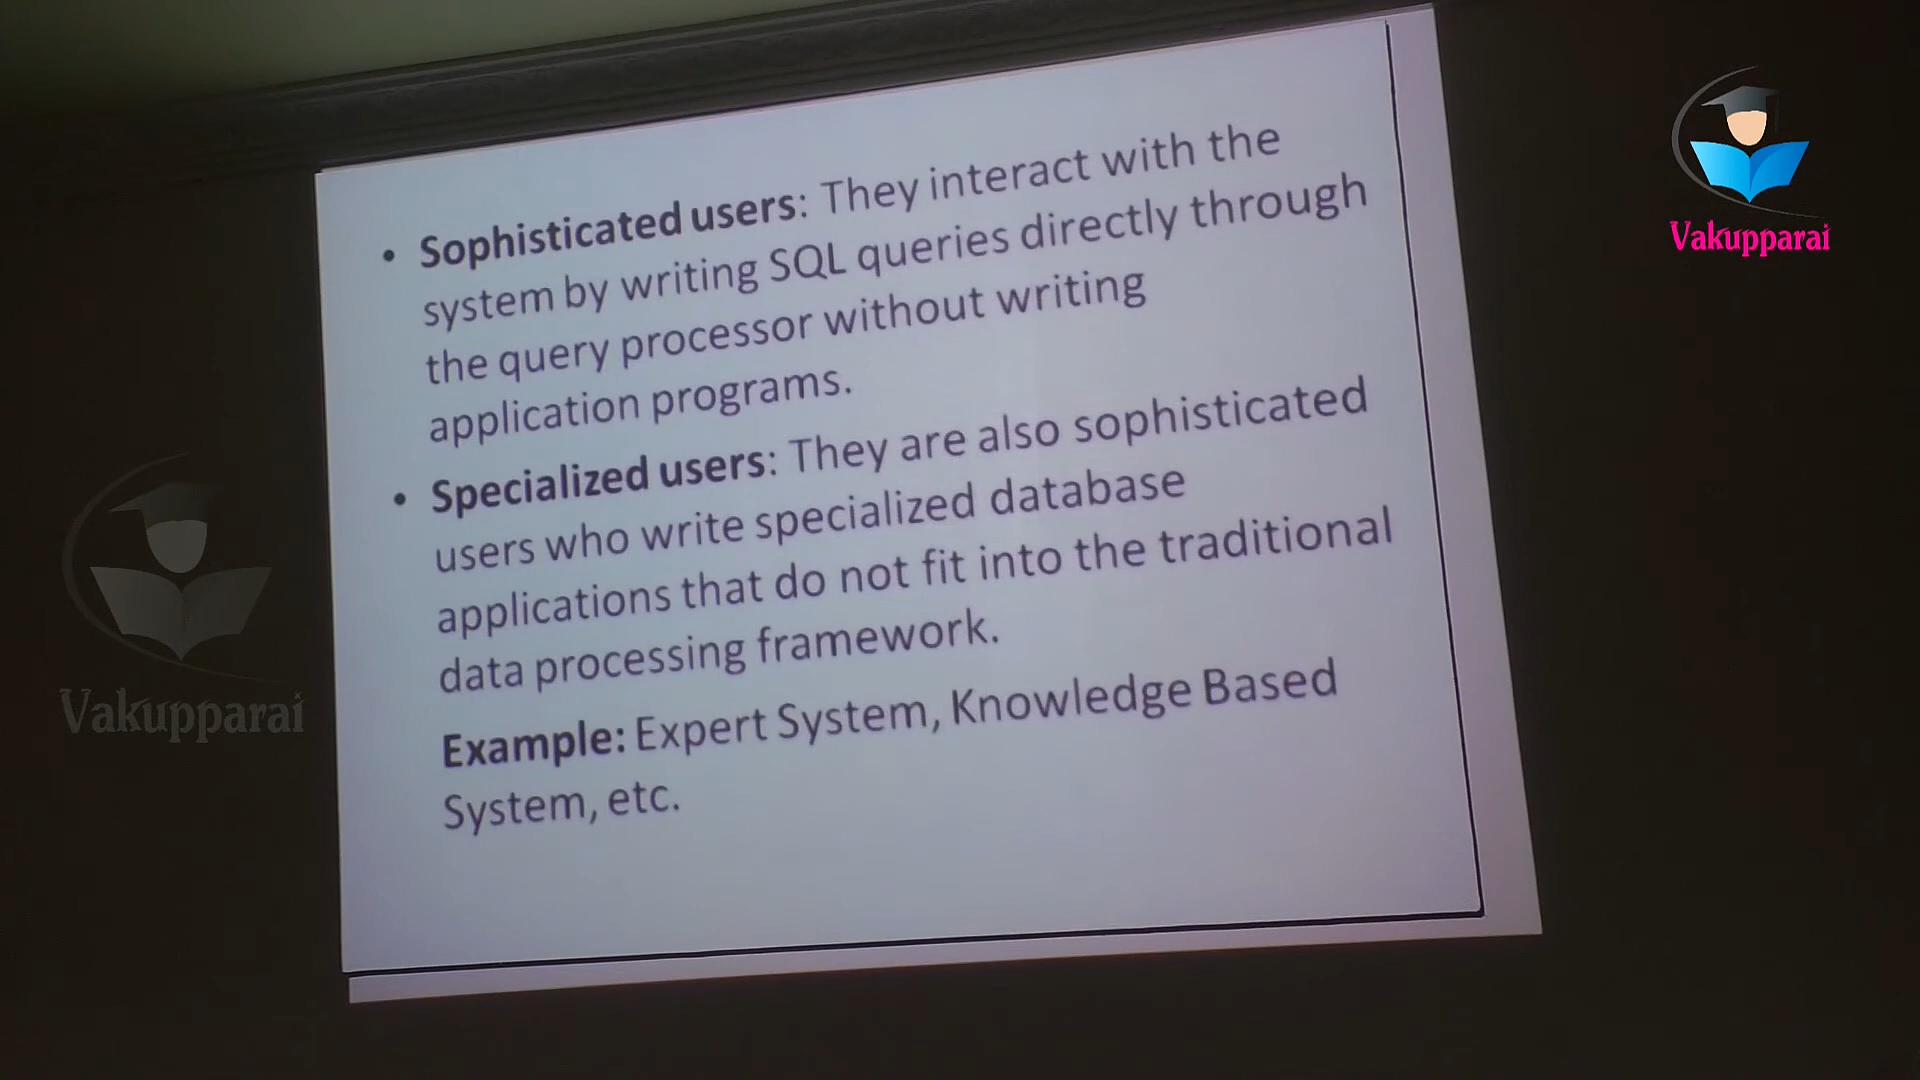 • Sophisticated users: They interact with the
system by writing SQL queries directly through
the query processor without writing
application programs.
• Specialized users: They are also sophisticated
users who write specialized database
applications that do not fit into the traditional
data processing framework.
Example: Expert System, Knowledge Based
System, etc.
Vakupparai
Vakupparai